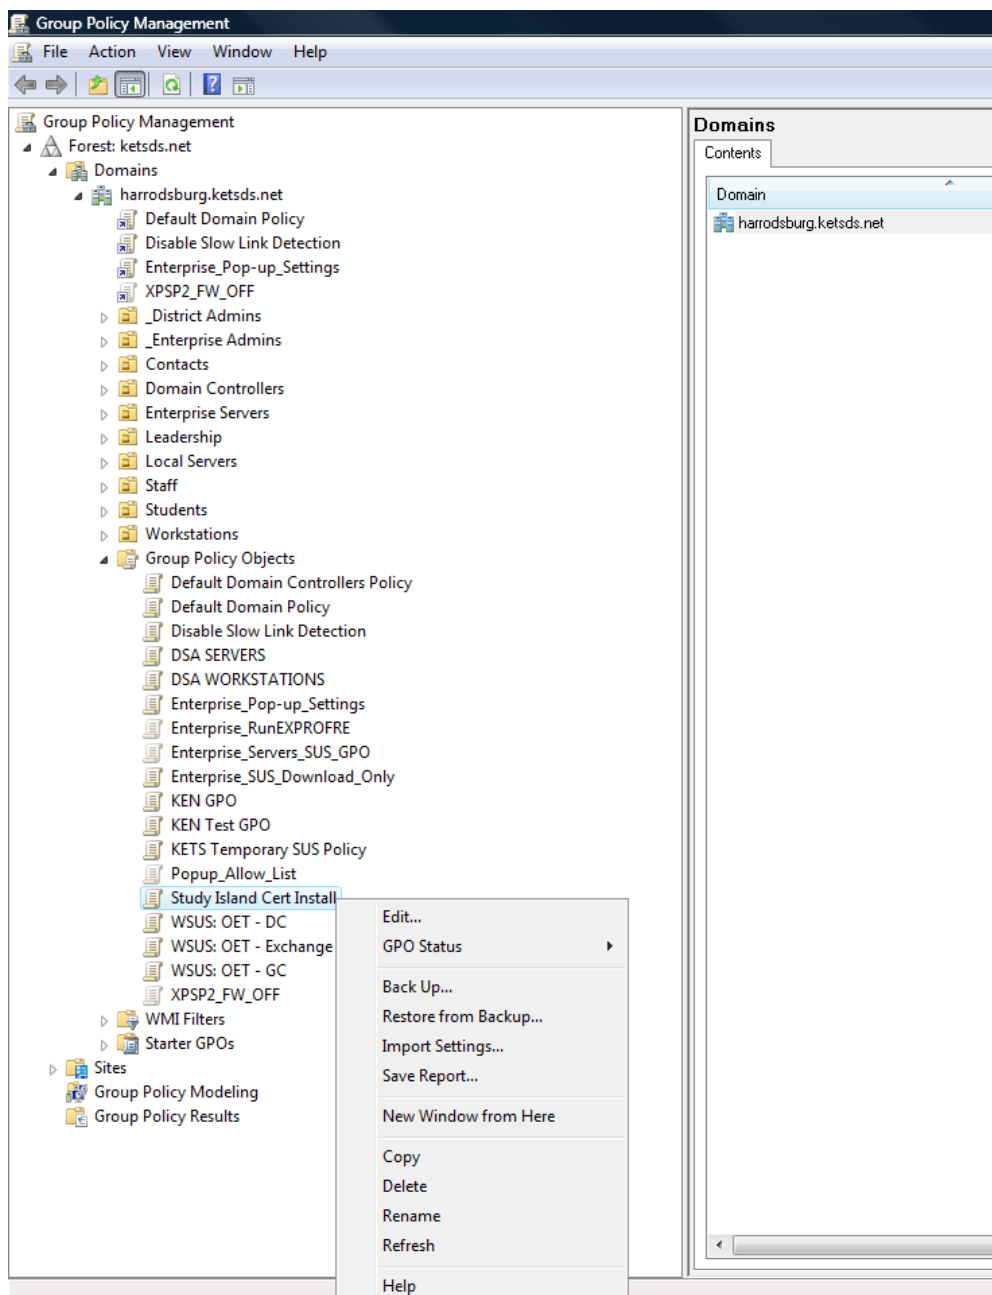 Group Policy Management
File Action View Window Help
Group Policy Management
Forest: ketsds.net
Domains
harrodsburg.ketsds.net
Default Domain Policy
Disable Slow Link Detection
Enterprise_Pop-up_Settings
XPSP2_FW_OFF
_District Admins
_Enterprise Admins
Contacts
Domain Controllers
Enterprise Servers
Leadership
Local Servers
Staff
Students
Workstations
Group Policy Objects
Default Domain Controllers Policy
Default Domain Policy
Disable Slow Link Detection
DSA SERVERS
DSA WORKSTATIONS
Enterprise_Pop-up_Settings
Enterprise_RunEXPROFRE
Enterprise_Servers_SUS_GPO
Enterprise_SUS_Download_Only
KEN GPO
KEN Test GPO
KETS Temporary SUS Policy
Popup_Allow_List
Study Island Cert Install
WSUS: OET - DC
WSUS: OET - Exchange
WSUS: OET - GC
XPSP2_FW_OFF
WMI Filters
Starter GPOs
Sites
Group Policy Modeling
Group Policy Results
Edit...
GPO Status
Back Up...
Restore from Backup...
Import Settings...
Save Report...
New Window from Here
Copy
Delete
Rename
Refresh
Help
Domains
Contents
Domain
harrodsburg.ketsds.net